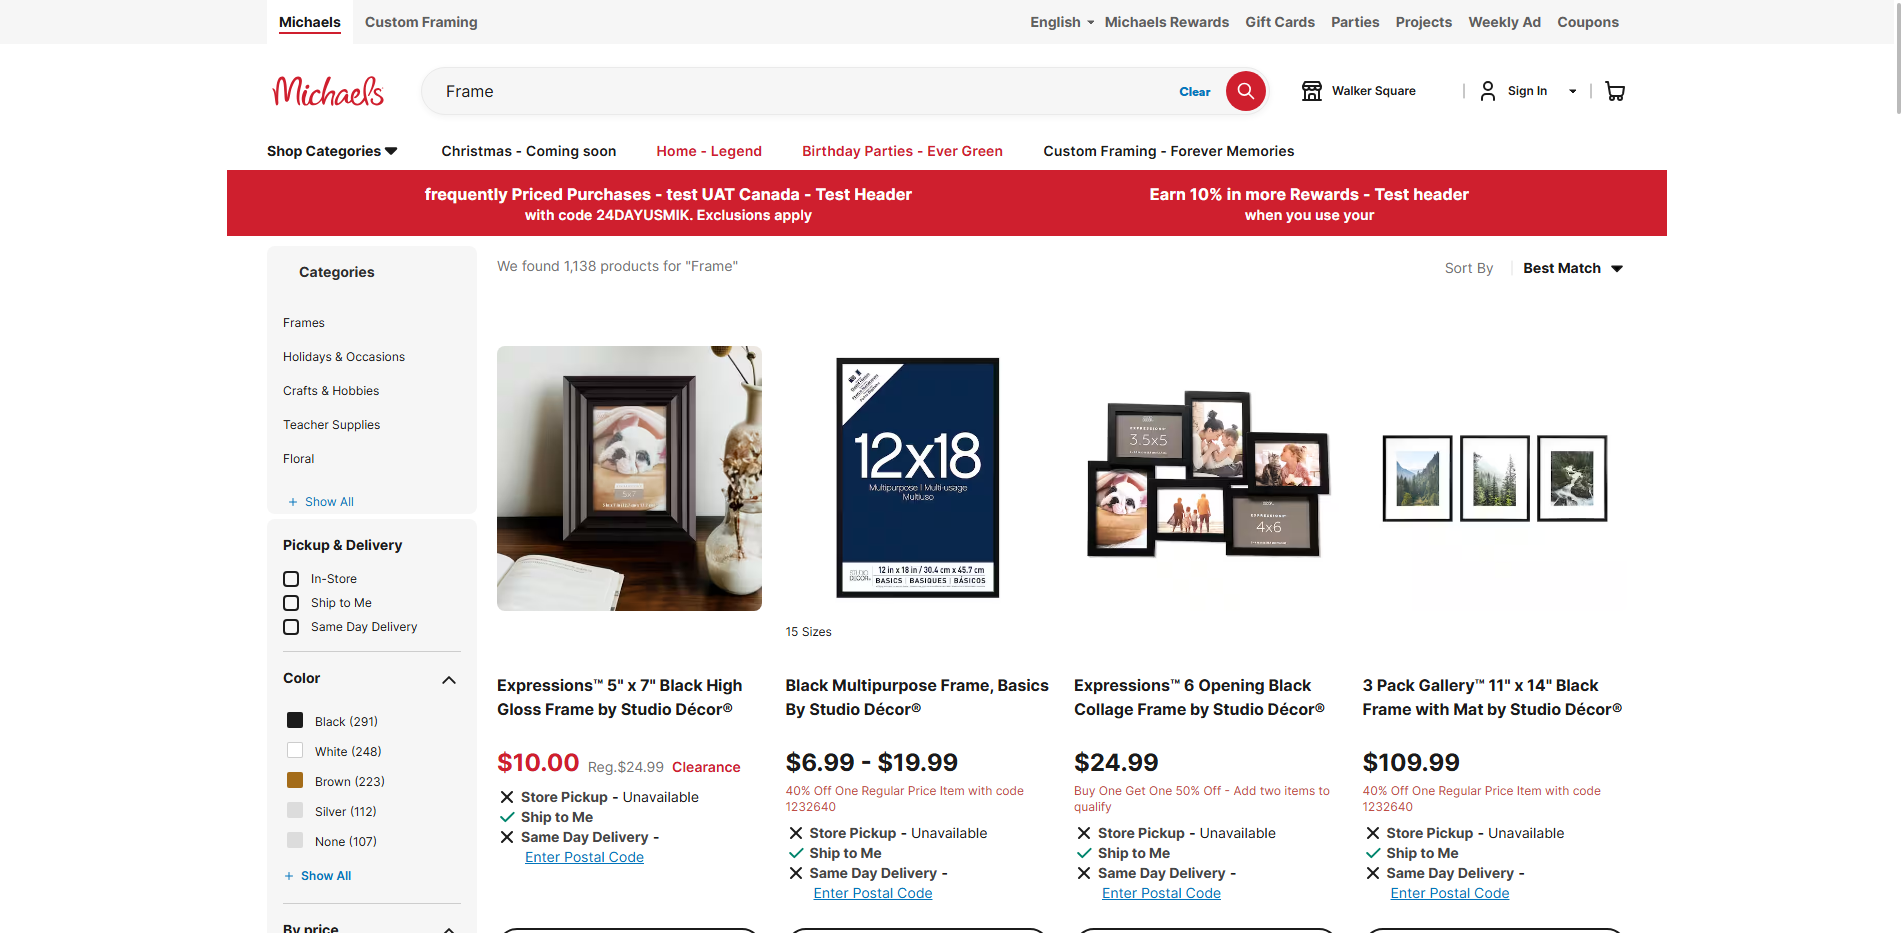 Michaels
Custom Framing
English
Michaels Rewards
Gift Cards
Parties
Projects
Weekly Ad
Coupons
Michaels
Frame
Clear
Walker Square
Sign In
Shop Categories
Christmas - Coming soon
Home - Legend
Birthday Parties - Ever Green
Custom Framing - Forever Memories
frequently Priced Purchases - test UAT Canada - Test Header
with code 24DAYUSMIK. Exclusions apply
Earn 10% in more Rewards - Test header
when you use your
Categories
Frames
Holidays & Occasions
Crafts & Hobbies
Teacher Supplies
Floral
+ Show All
Pickup & Delivery
In-Store
Ship to Me
Same Day Delivery
Color
Black (291)
White (248)
Brown (223)
Silver (112)
None (107)
+ Show All
By price
We found 1,138 products for "Frame"
Sort By
Best Match
5x7
Expressions™ 5" x 7" Black High
Gloss Frame by Studio Décor®
$10.00 Reg.$24.99 Clearance
Store Pickup - Unavailable
Ship to Me
Same Day Delivery -
Enter Postal Code
12x18
Multipurpose | Multi-usage
Multiuso
STUDIO
DÉCOR
12 in x 18 in / 30.4 cm x 45.7 cm
BASICS | BASIQUES | BÁSICOS
15 Sizes
Black Multipurpose Frame, Basics
By Studio Décor®
$6.99 - $19.99
40% Off One Regular Price Item with code
1232640
Store Pickup - Unavailable
Ship to Me
Same Day Delivery -
Enter Postal Code
EXPRESSIONS
3.5x5
EXPRESSIONS
4x6
Expressions™ 6 Opening Black
Collage Frame by Studio Décor®
$24.99
Buy One Get One 50% Off - Add two items to
qualify
Store Pickup - Unavailable
Ship to Me
Same Day Delivery -
Enter Postal Code
3 Pack Gallery™ 11" x 14" Black
Frame with Mat by Studio Décor®
$109.99
40% Off One Regular Price Item with code
1232640
Store Pickup - Unavailable
Ship to Me
Same Day Delivery -
Enter Postal Code